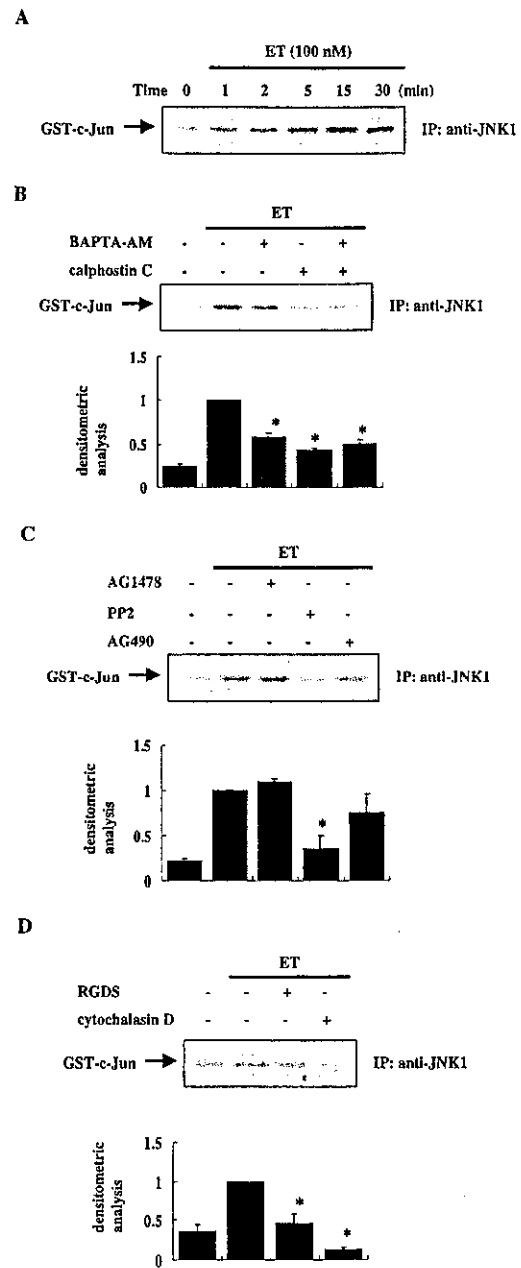 A
ET (100 nM)
Time 0 1 2 5 15 30 (min)
GST-c-Jun IP: anti-JNK1
B
ET
BAPTA-AM - - + - +
calphostin C - - - + +
GST-c-Jun IP: anti-JNK1
1.5
1
0.5
0
densitometric
analysis
* * *
C
ET
AG1478 - - + - -
PP2 - - - + -
AG490 - - - - +
GST-c-Jun IP: anti-JNK1
1.5
1
0.5
0
densitometric
analysis
*
D
ET
RGDS - - + -
cytochalasin D - - - +
GST-c-Jun IP: anti-JNK1
1.5
1
0.5
0
densitometric
analysis
* *